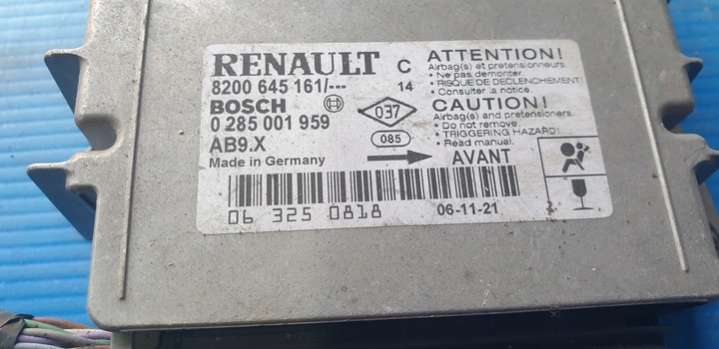 RENAULT C
8200 645 161/--- 14
BOSCH
0 285 001 959
AB9.X
Made in Germany
037
085
AVANT
ATTENTION!
Airbag(s) et pretensionneurs
• Ne pas demonter
• RISQUE DE DECLENCHEMENT!
• Consulter la notice.
CAUTION!
Airbag(s) and pretensioners
• Do not remove.
• TRIGGERING HAZARD!
• Read manual.
06 325 0818
06-11-21